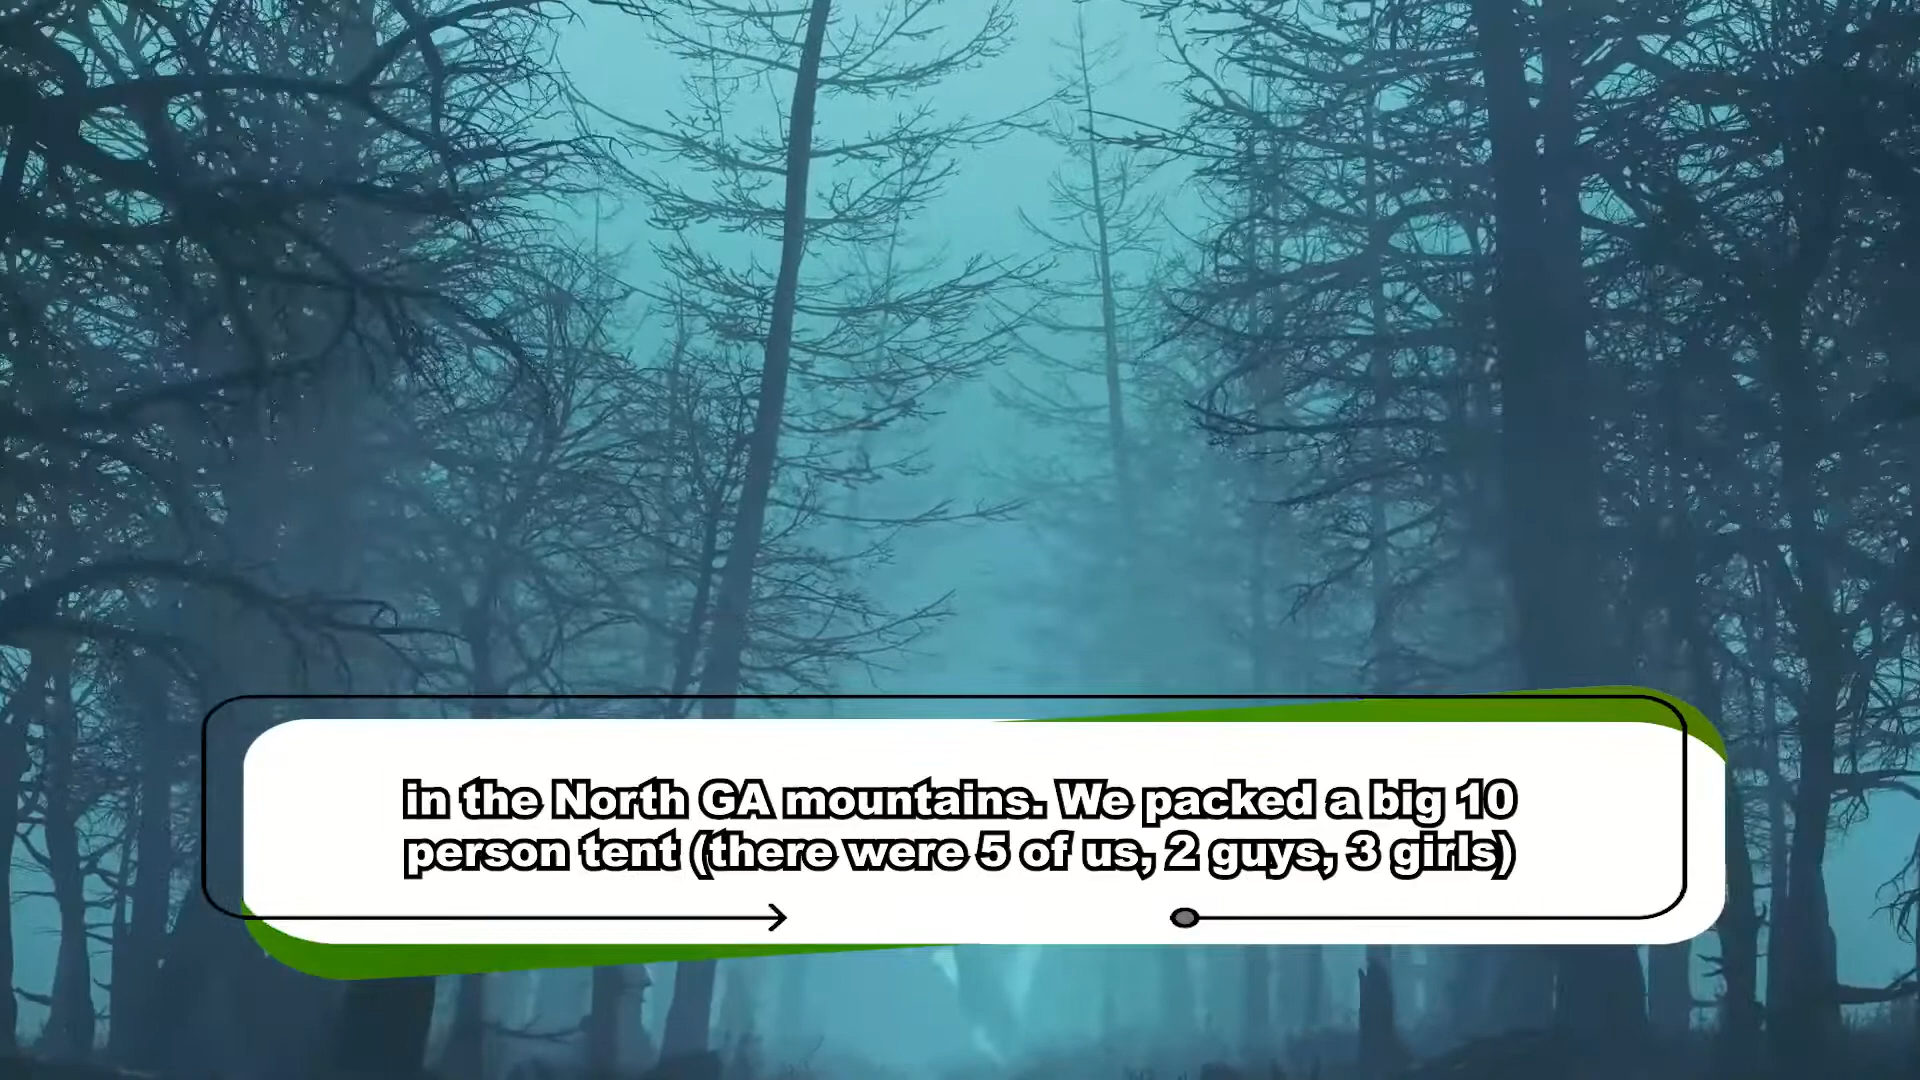 in the North GA mountains. We packed a big 10
person tent (there were 5 of us, 2 guys, 3 girls)